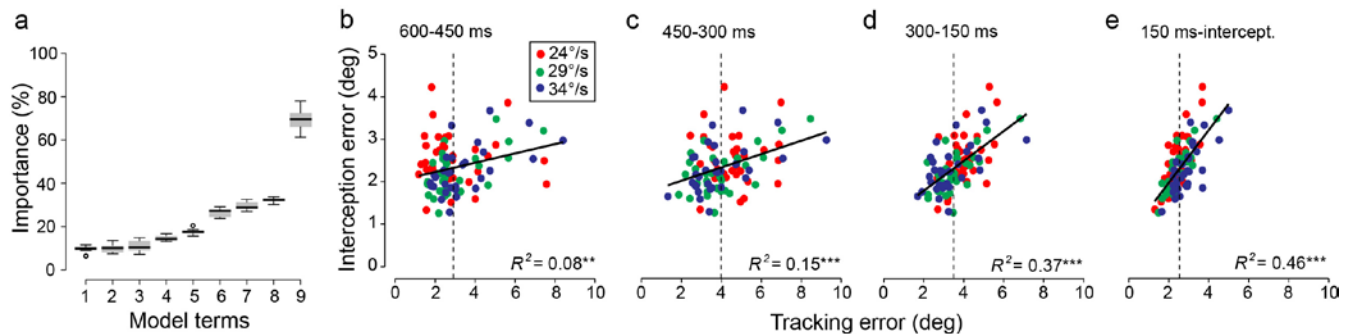 a
Importance (%)
100
80
60
40
20
0
1 2 3 4 5 6 7 8 9
Model terms
b
600-450 ms
24°/s
29°/s
34°/s
Interception error (deg)
5
4
3
2
1
0
R² = 0.08**
0 2 4 6 8 10
c
450-300 ms
R² = 0.15***
0 2 4 6 8 10
d
300-150 ms
R² = 0.37***
0 2 4 6 8 10
e
150 ms-intercept.
R² = 0.46***
0 2 4 6 8 10
Tracking error (deg)